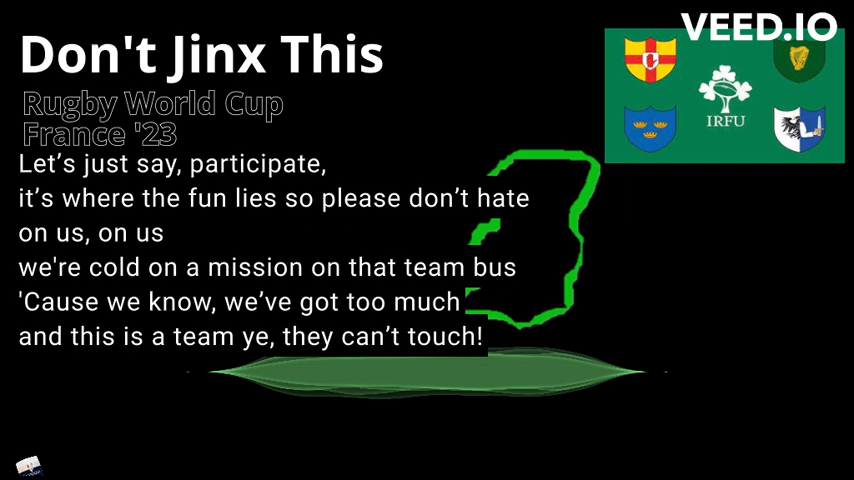 VEED.IO
Don't Jinx This
Rugby World Cup
France '23
IRFU
Let’s just say, participate,
it’s where the fun lies so please don’t hate
on us, on us
we're cold on a mission on that team bus
'Cause we know, we’ve got too much
and this is a team ye, they can’t touch!